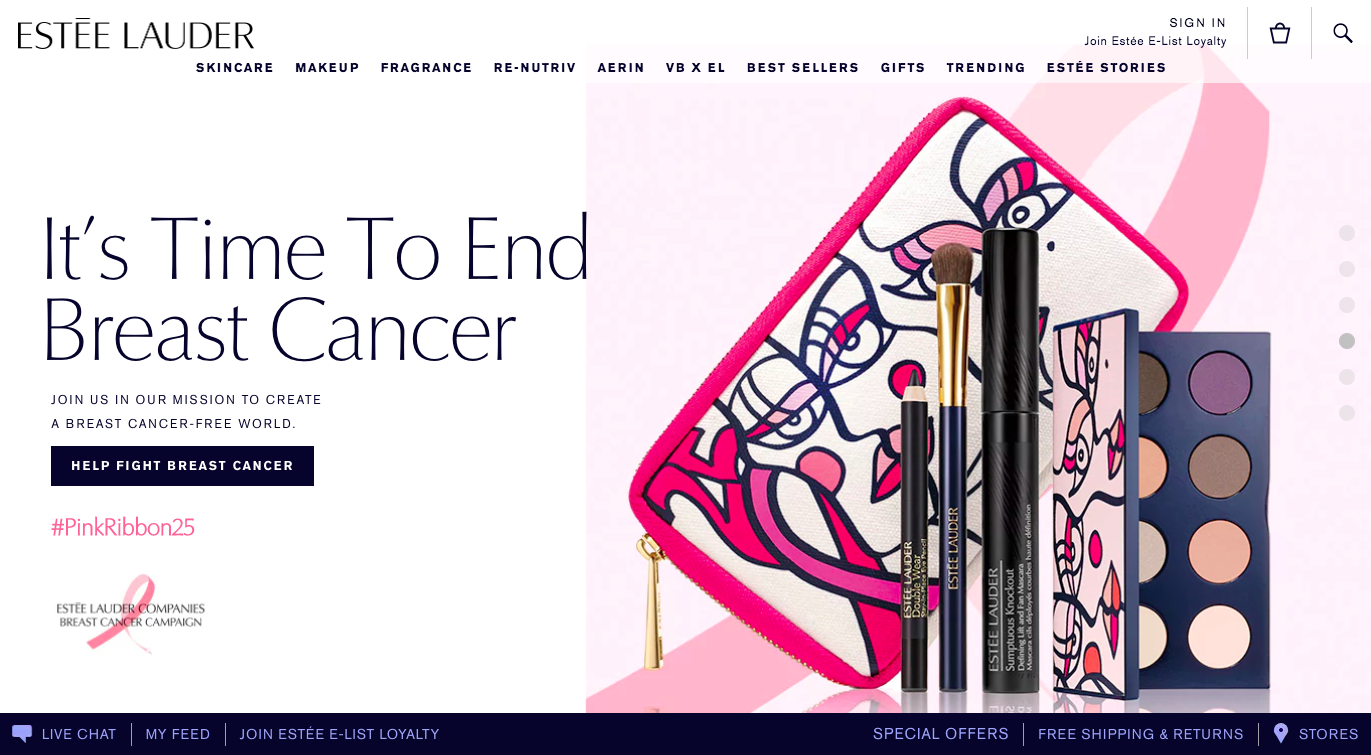 ESTĒE LAUDER
SIGN IN
Join Estée E-List Loyalty
SKINCARE MAKEUP FRAGRANCE RE-NUTRIV AERIN VB X EL BEST SELLERS GIFTS TRENDING ESTÉE STORIES
It's Time To End
Breast Cancer
JOIN US IN OUR MISSION TO CREATE
A BREAST CANCER-FREE WORLD.
HELP FIGHT BREAST CANCER
#PinkRibbon25
ESTÉE LAUDER COMPANIES
BREAST CANCER CAMPAIGN
ESTĒE LAUDER
Double Wear
ESTĒE LAUDER
ESTĒE LAUDER
Sumptuous Knockout
Defining Lift and Fan Mascara
Mascara cils déployés courbes haute définition
LIVE CHAT MY FEED JOIN ESTÉE E-LIST LOYALTY SPECIAL OFFERS FREE SHIPPING & RETURNS STORES